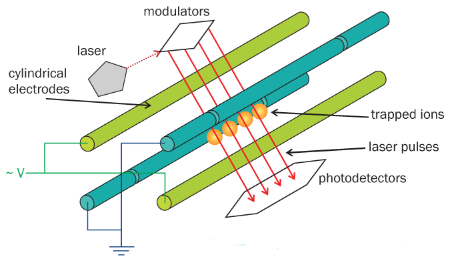 modulators
laser
cylindrical
electrodes
trapped ions
laser pulses
~ V
photodetectors